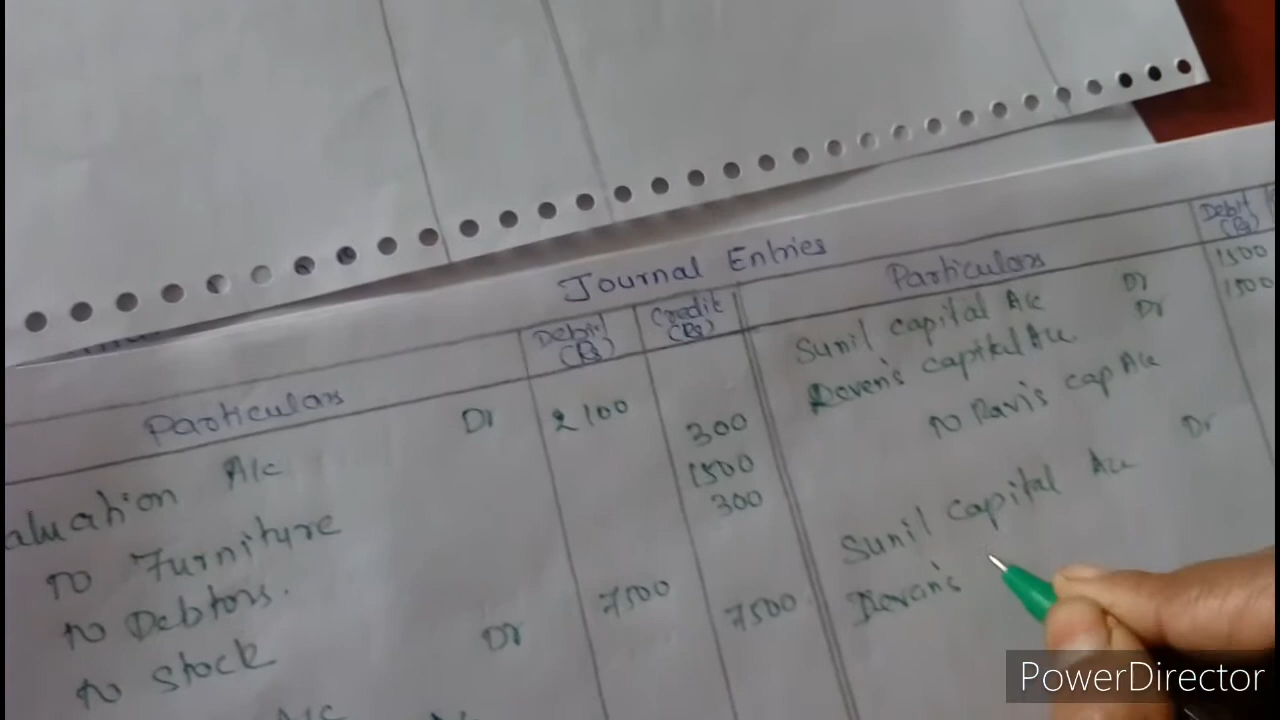 Journal Entries
Particulars Debit (Rs) Credit (Rs)
aluation A/c Dr 2100
To Furniture 300
To Debtors. 1500
To Stock 300
Dr 7500
A/c 7500
Particulars Debit (Rs)
Sunil capital A/c Dr 1500
Deven's capital A/c Dr 1500
To Ravis cap A/c
Sunil capital A/c Dr
Devan's
PowerDirector